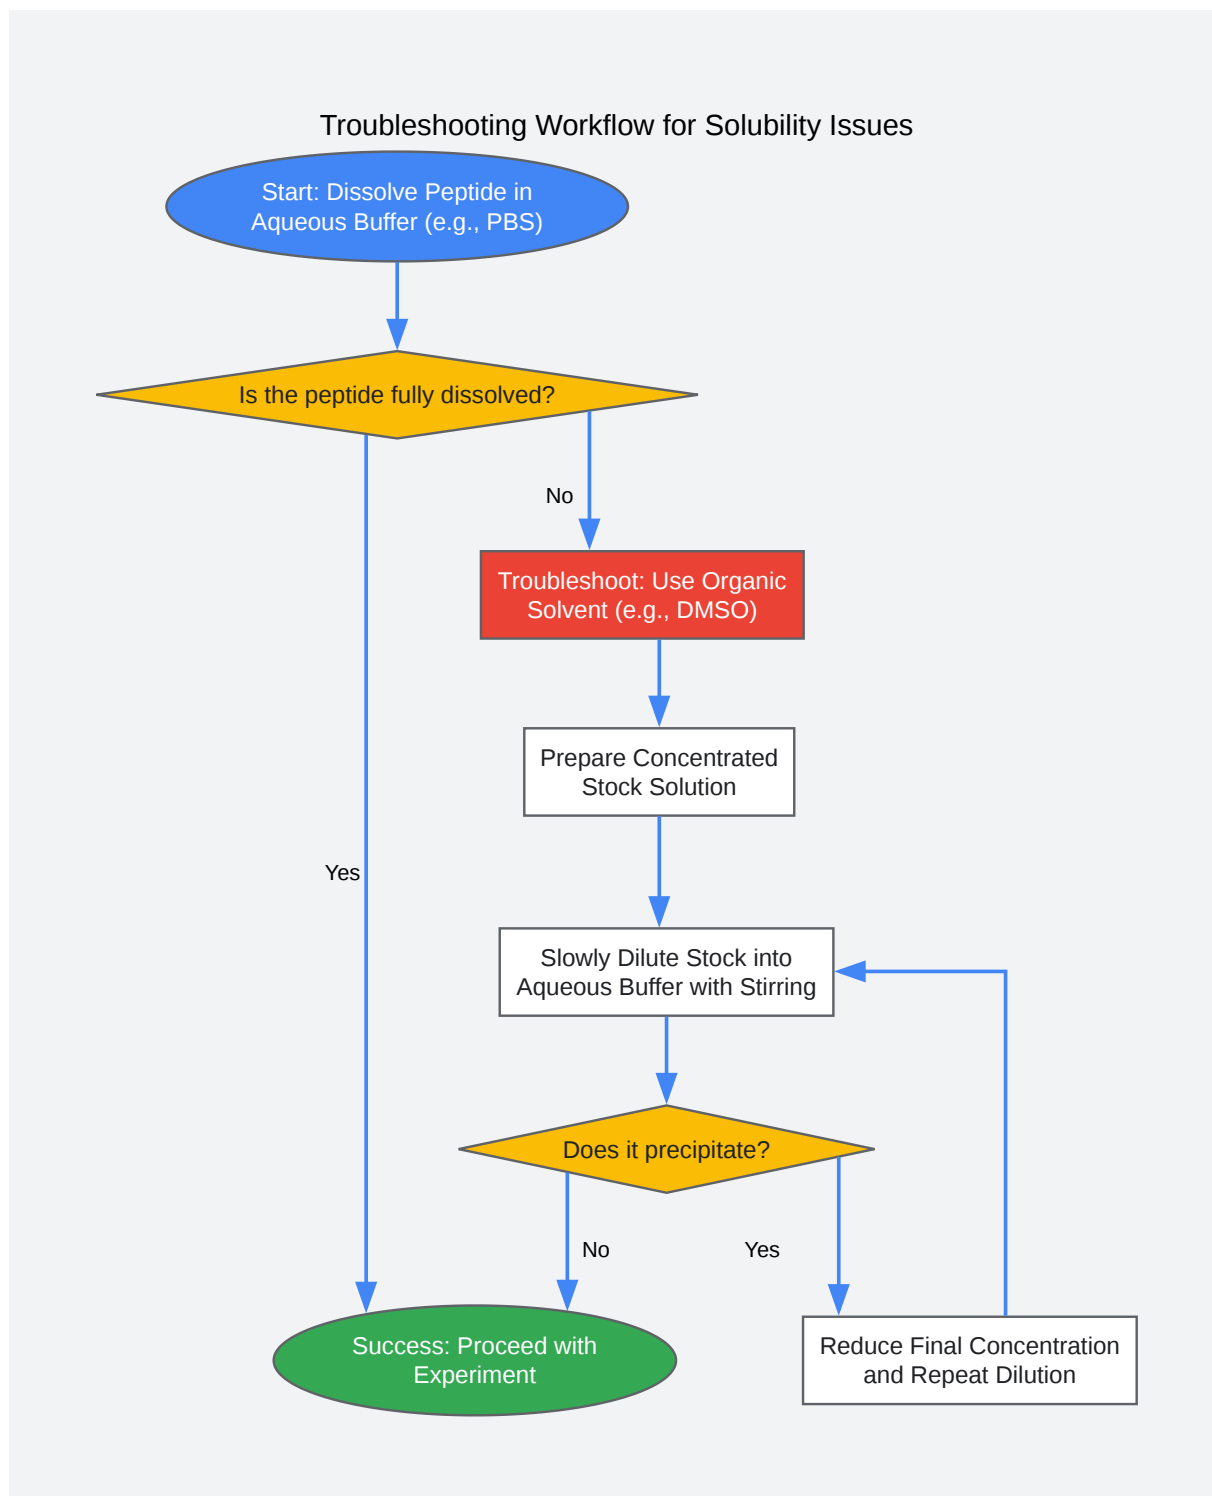 Troubleshooting Workflow for Solubility Issues
Start: Dissolve Peptide in
Aqueous Buffer (e.g., PBS)
Is the peptide fully dissolved?
No
Troubleshoot: Use Organic
Solvent (e.g., DMSO)
Prepare Concentrated
Stock Solution
Yes
Slowly Dilute Stock into
Aqueous Buffer with Stirring
Does it precipitate?
No
Yes
Success: Proceed with
Experiment
Reduce Final Concentration
and Repeat Dilution